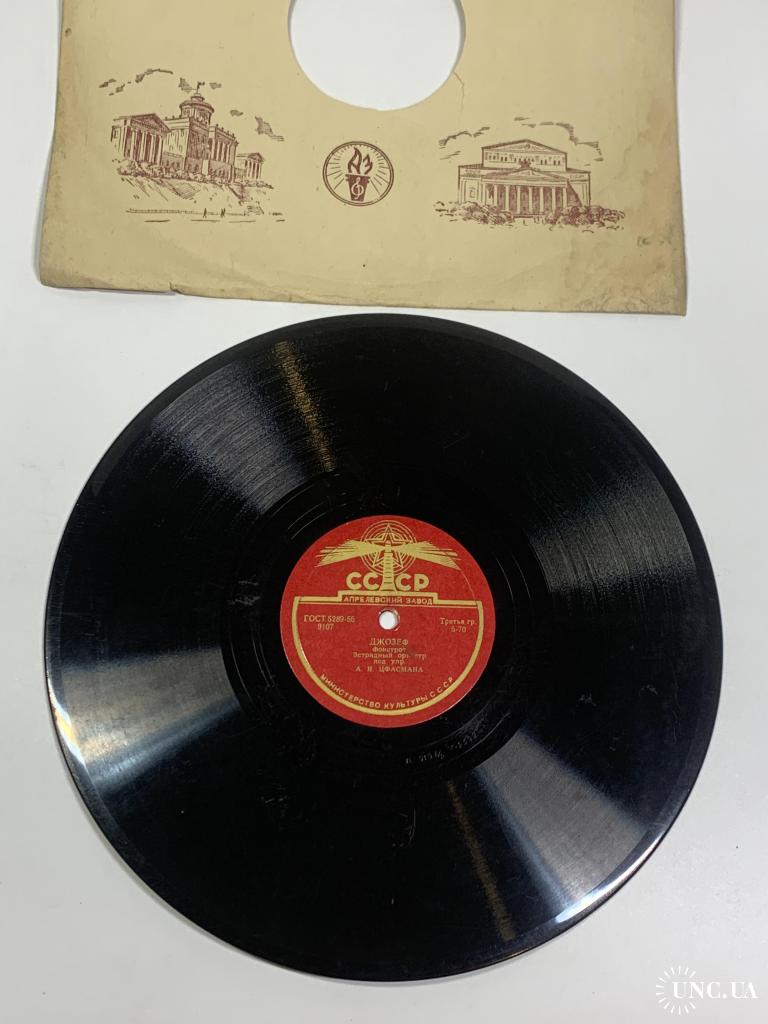 СССР
АПРЕЛЕВСКИЙ ЗАВОД
ГОСТ 5289-56
9107
Третья гр.
5-70
ДЖОЗЕФ
Фокстрот
Эстрадный оркестр
под упр.
А. Н. ЦФАСМАНА
МИНИСТЕРСТВО КУЛЬТУРЫ СССР
UNC.UA